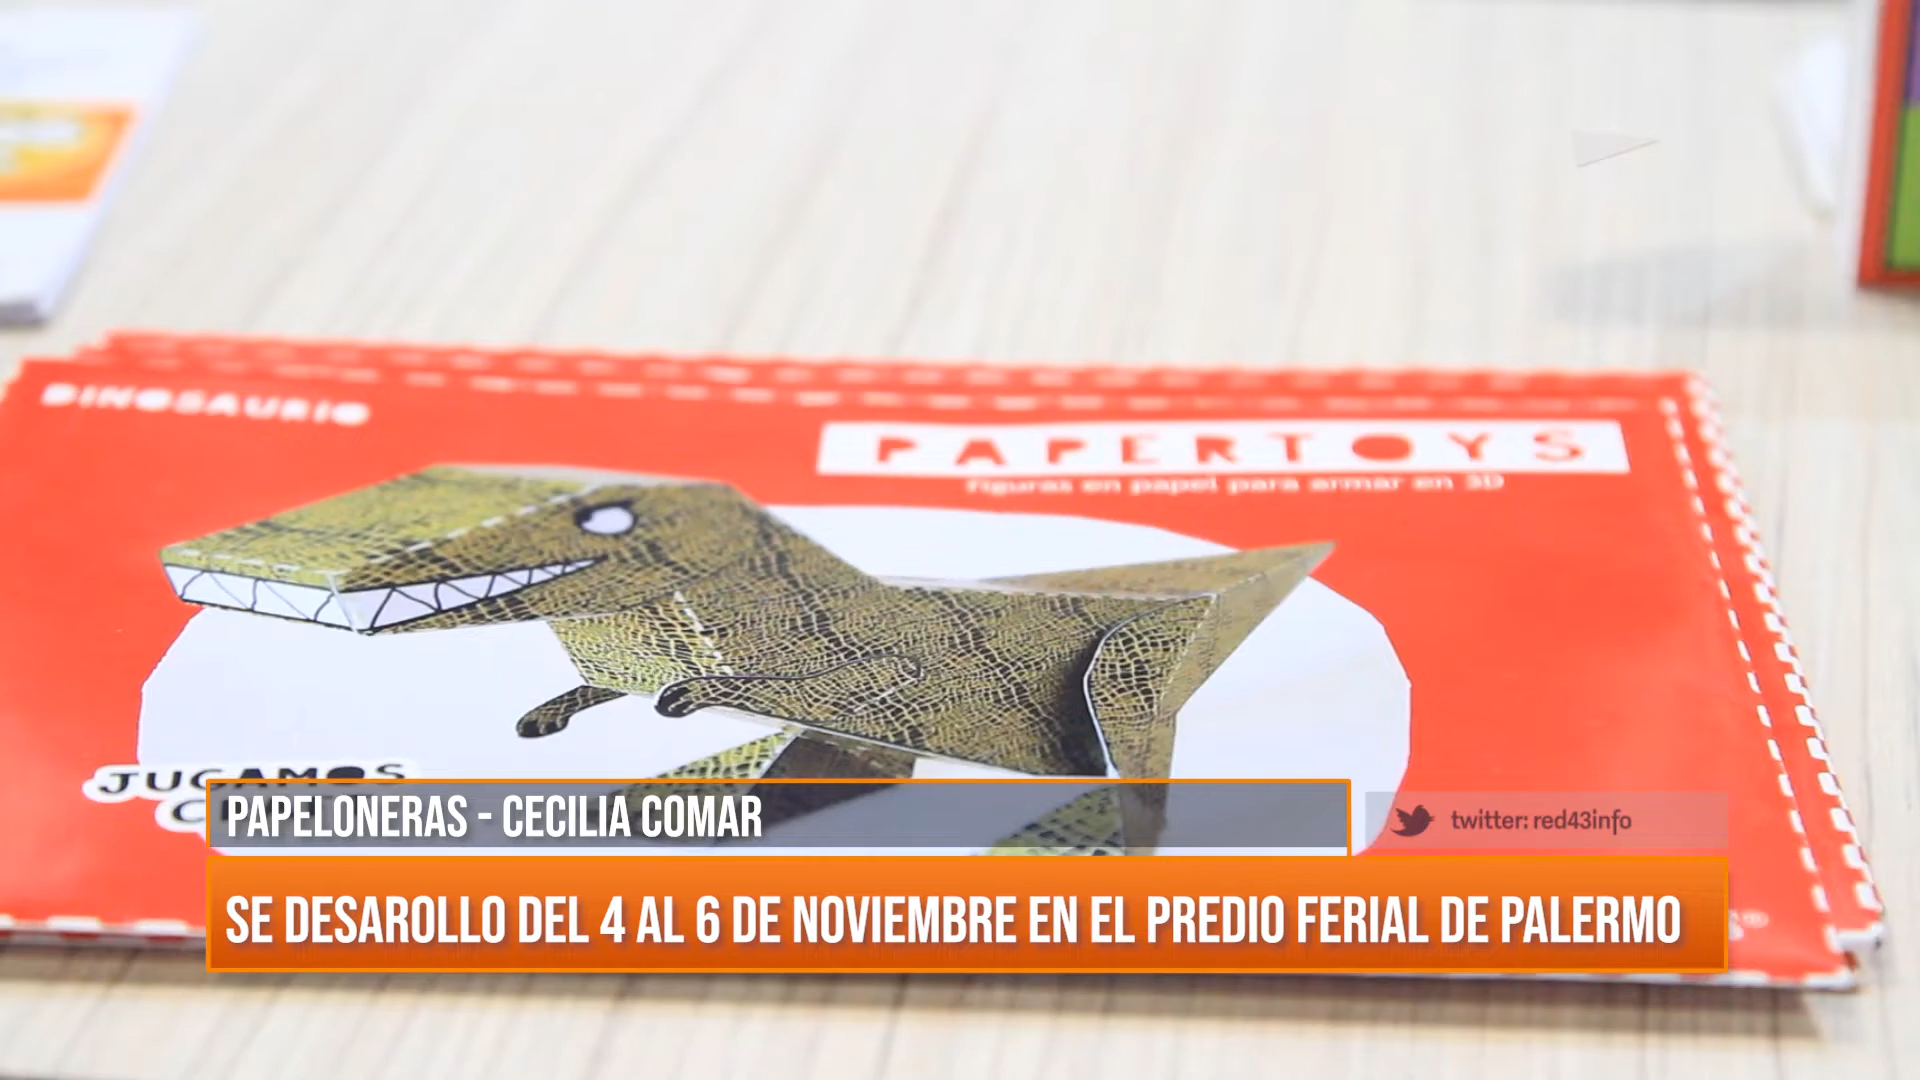 DINOSAURIO
PAPERTOYS
figuras en papel para armar en 3D
JUGAMOS
PAPELONERAS - CECILIA COMAR
twitter: red43info
SE DESAROLLO DEL 4 AL 6 DE NOVIEMBRE EN EL PREDIO FERIAL DE PALERMO